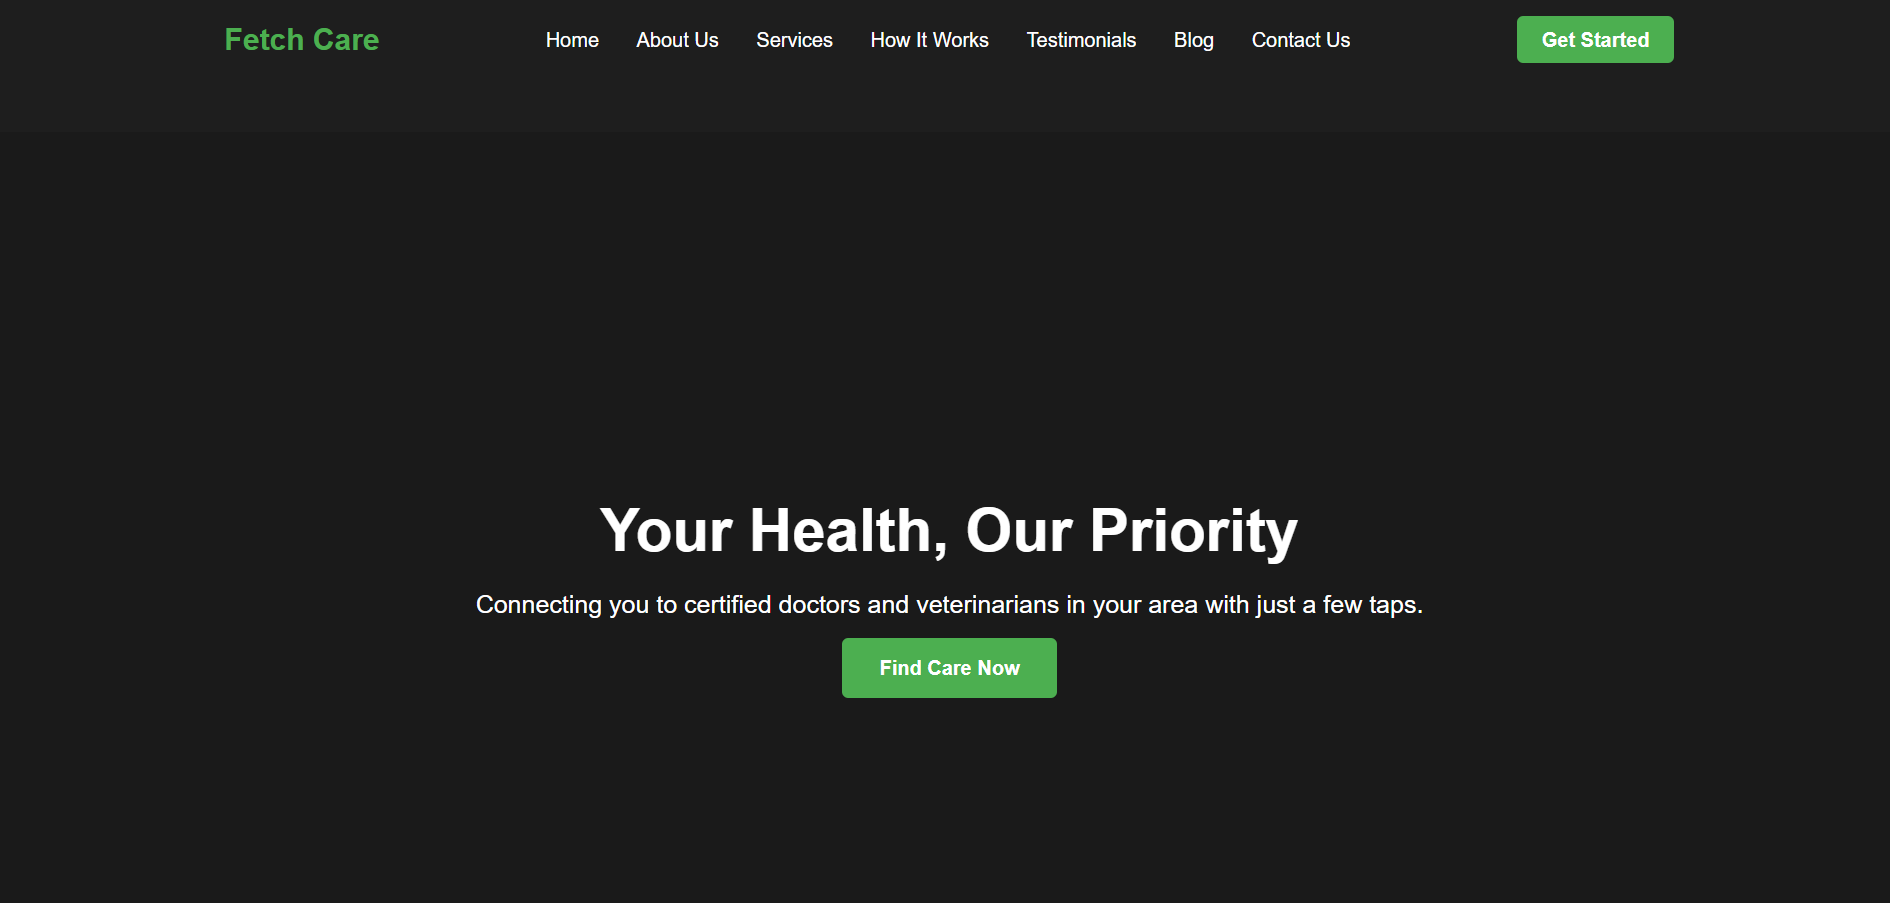 Fetch Care
Home About Us Services How It Works Testimonials Blog Contact Us
Get Started
Your Health, Our Priority
Connecting you to certified doctors and veterinarians in your area with just a few taps.
Find Care Now